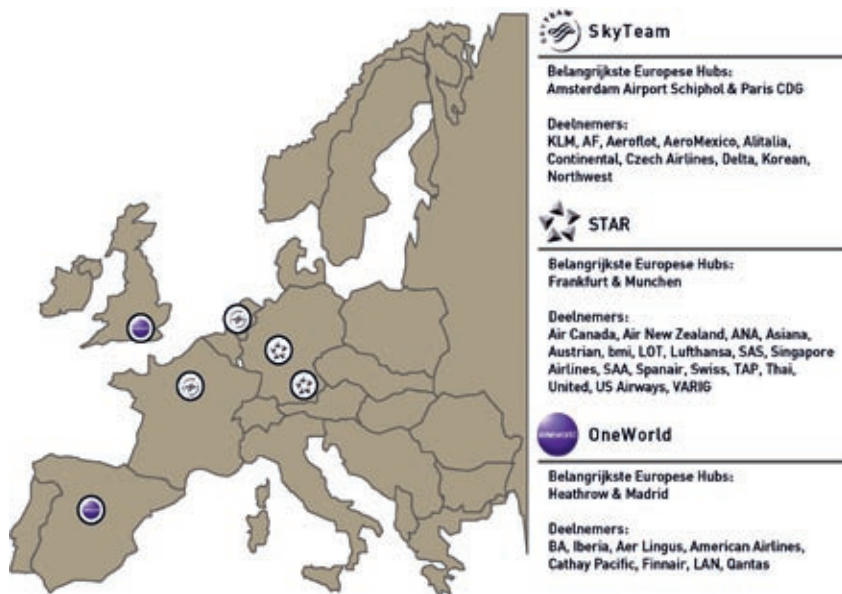 SkyTeam
Belangrijkste Europese Hubs:
Amsterdam Airport Schiphol & Paris CDG
Deelnemers:
KLM, AF, Aeroflot, AeroMexico, Alitalia,
Continental, Czech Airlines, Delta, Korean,
Northwest
STAR
Belangrijkste Europese Hubs:
Frankfurt & Munchen
Deelnemers:
Air Canada, Air New Zealand, ANA, Asiana,
Austrian, bmi, LOT, Lufthansa, SAS, Singapore
Airlines, SAA, Spanair, Swiss, TAP, Thai,
United, US Airways, VARIG
oneworld
OneWorld
Belangrijkste Europese Hubs:
Heathrow & Madrid
Deelnemers:
BA, Iberia, Aer Lingus, American Airlines,
Cathay Pacific, Finnair, LAN, Qantas